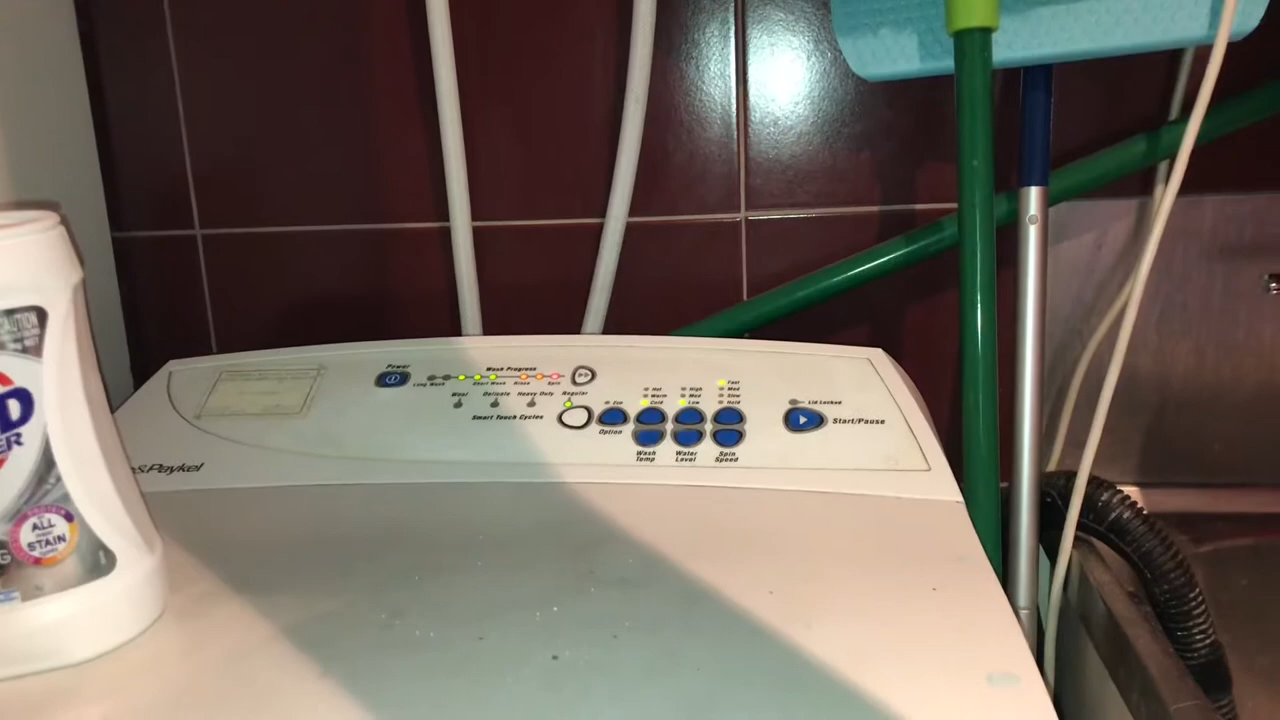 CAUTION
D
ER
ALL
STAIN
&Paykel
Power
Wash Progress
Long Wash
Short Wash
Rinse
Spin
Wool
Delicate
Heavy Duty
Regular
Smart Touch Cycles
Option
Hot
Warm
Cold
Wash
Temp
High
Med
Low
Water
Level
Fast
Med
Slow
Hold
Spin
Speed
Lid Locked
Start/Pause